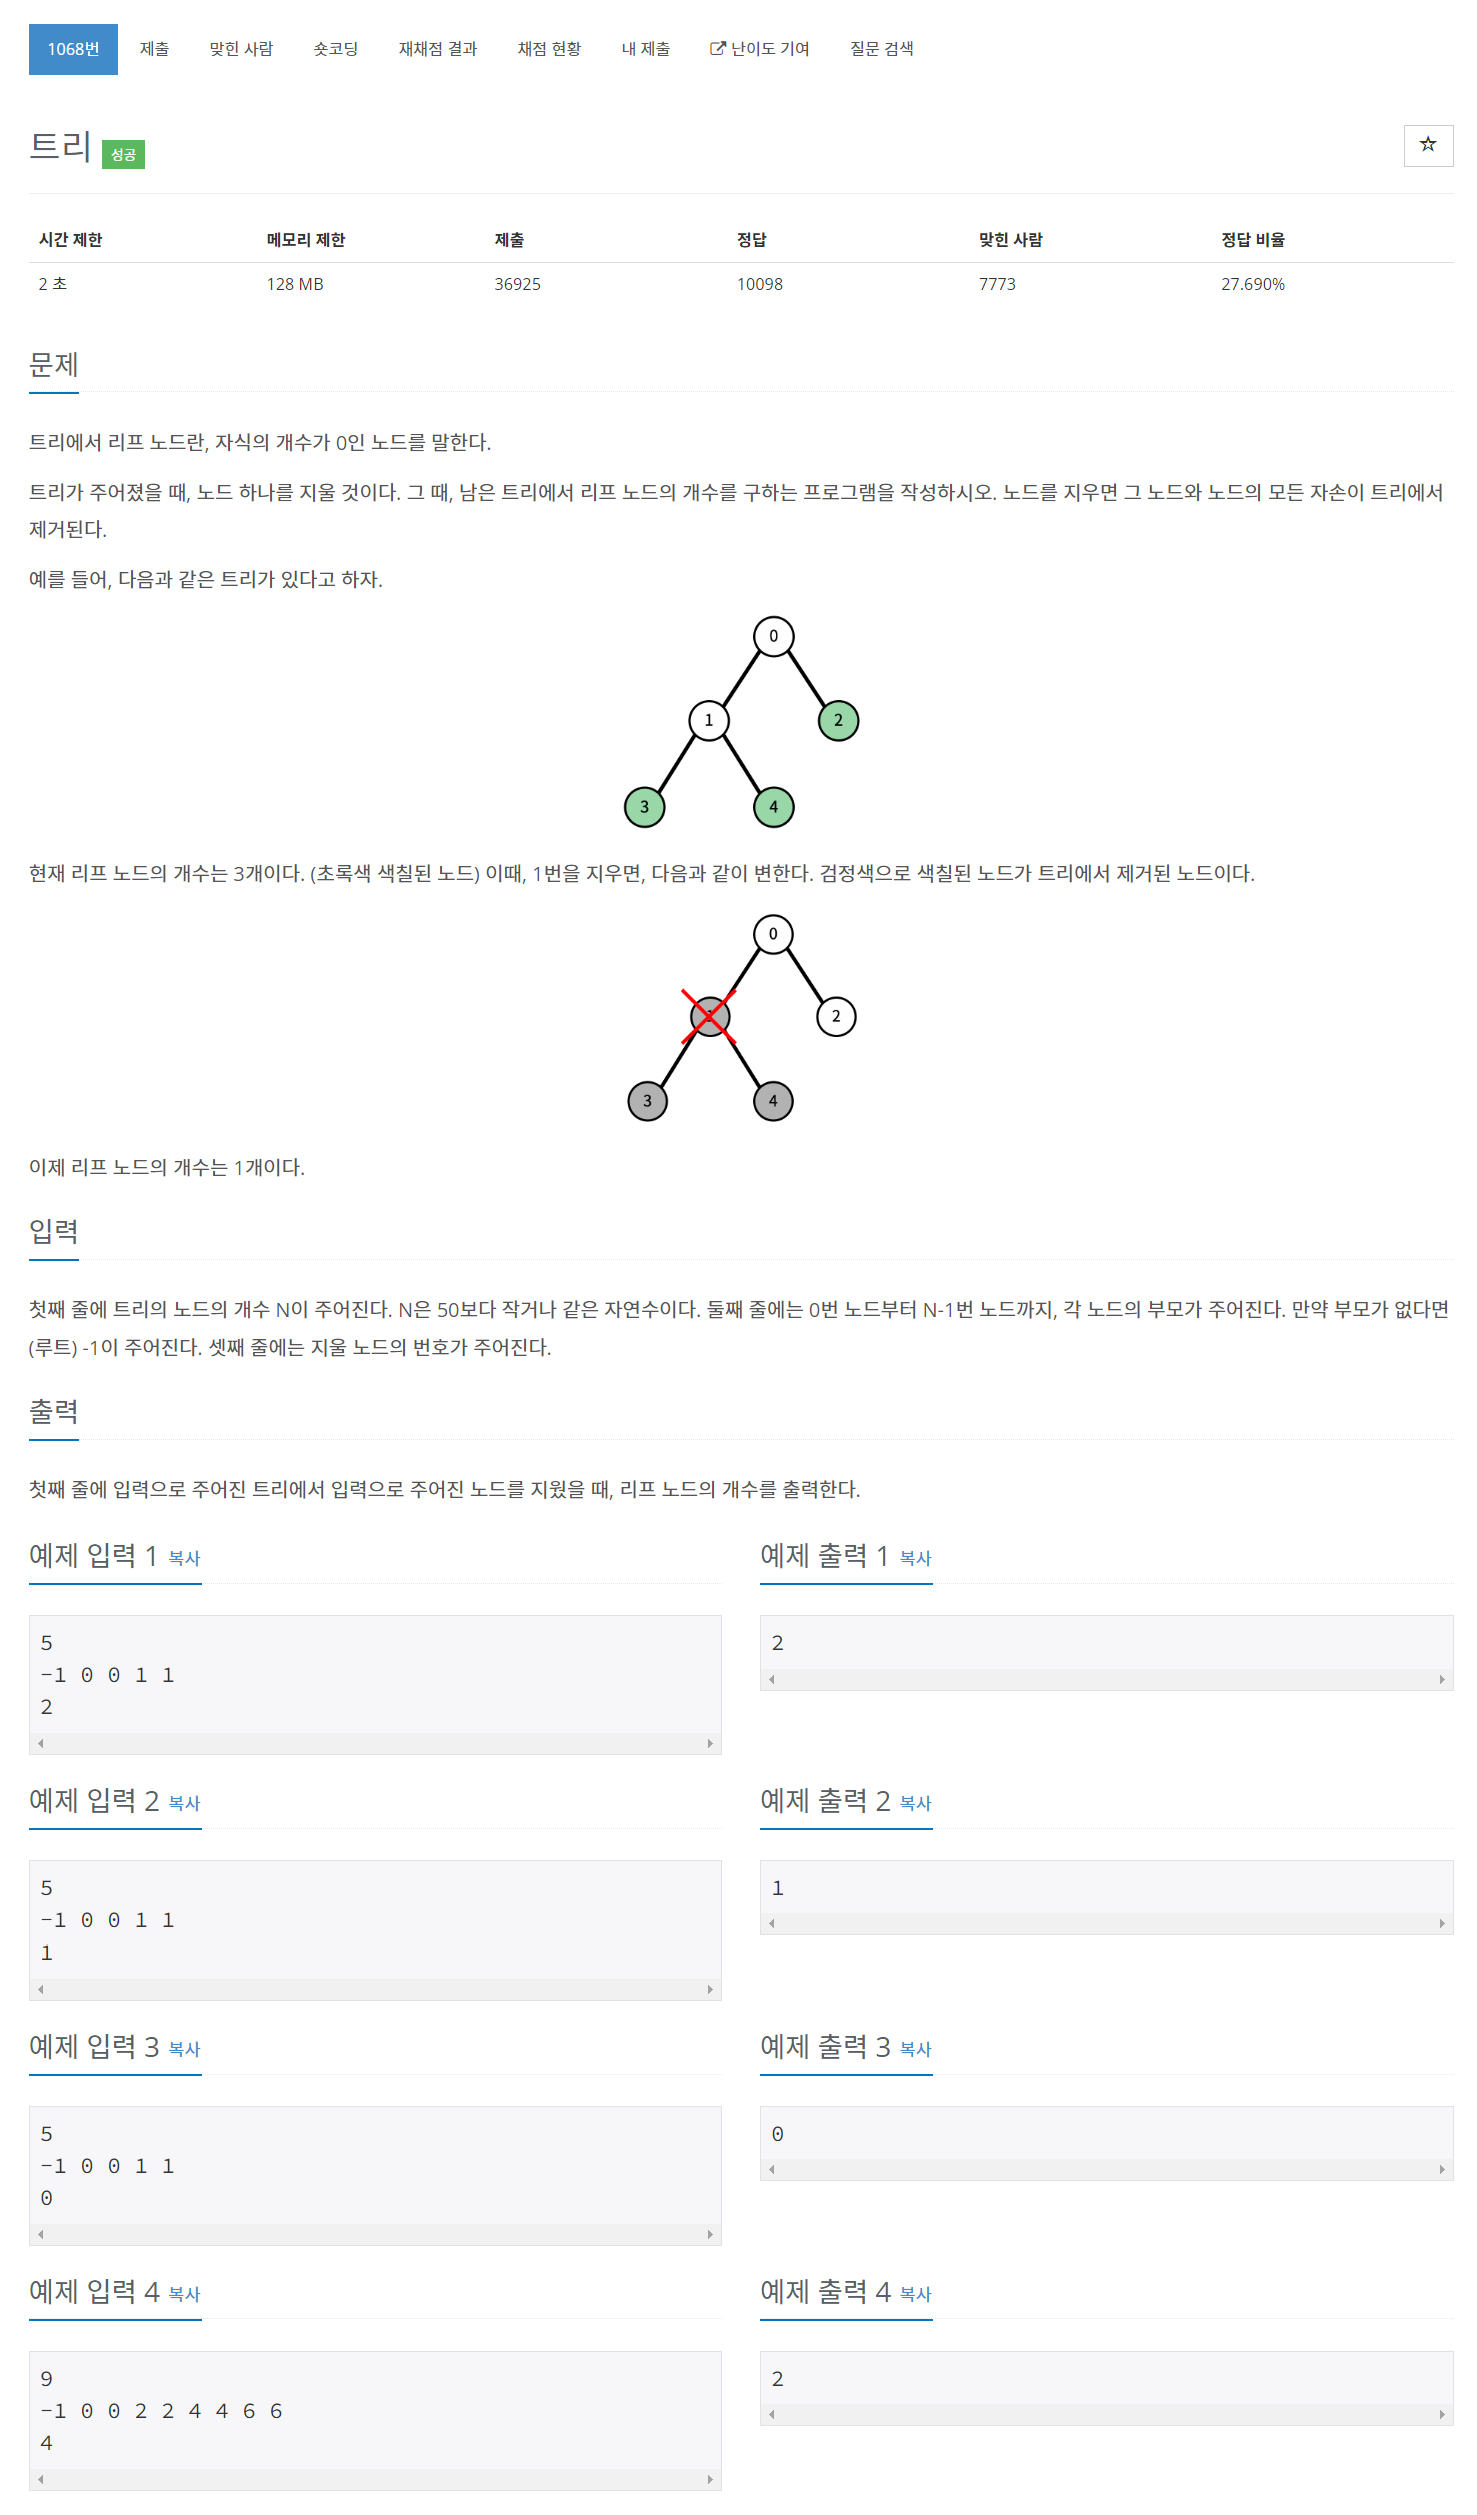 1068번 제출 맞힌 사람 숏코딩 재채점 결과 채점 현황 내 제출 난이도 기여 질문 검색
트리 성공
시간 제한 메모리 제한 제출 정답 맞힌 사람 정답 비율
2 초 128 MB 36925 10098 7773 27.690%
문제
트리에서 리프 노드란, 자식의 개수가 0인 노드를 말한다.
트리가 주어졌을 때, 노드 하나를 지울 것이다. 그 때, 남은 트리에서 리프 노드의 개수를 구하는 프로그램을 작성하시오. 노드를 지우면 그 노드와 노드의 모든 자손이 트리에서
제거된다.
예를 들어, 다음과 같은 트리가 있다고 하자.
0
1 2
3 4
현재 리프 노드의 개수는 3개이다. (초록색 색칠된 노드) 이때, 1번을 지우면, 다음과 같이 변한다. 검정색으로 색칠된 노드가 트리에서 제거된 노드이다.
0
2
3 4
이제 리프 노드의 개수는 1개이다.
입력
첫째 줄에 트리의 노드의 개수 N이 주어진다. N은 50보다 작거나 같은 자연수이다. 둘째 줄에는 0번 노드부터 N-1번 노드까지, 각 노드의 부모가 주어진다. 만약 부모가 없다면
(루트) -1이 주어진다. 셋째 줄에는 지울 노드의 번호가 주어진다.
출력
첫째 줄에 입력으로 주어진 트리에서 입력으로 주어진 노드를 지웠을 때, 리프 노드의 개수를 출력한다.
예제 입력 1 복사
5
-1 0 0 1 1
2
예제 출력 1 복사
2
예제 입력 2 복사
5
-1 0 0 1 1
1
예제 출력 2 복사
1
예제 입력 3 복사
5
-1 0 0 1 1
0
예제 출력 3 복사
0
예제 입력 4 복사
9
-1 0 0 2 2 4 4 6 6
4
예제 출력 4 복사
2